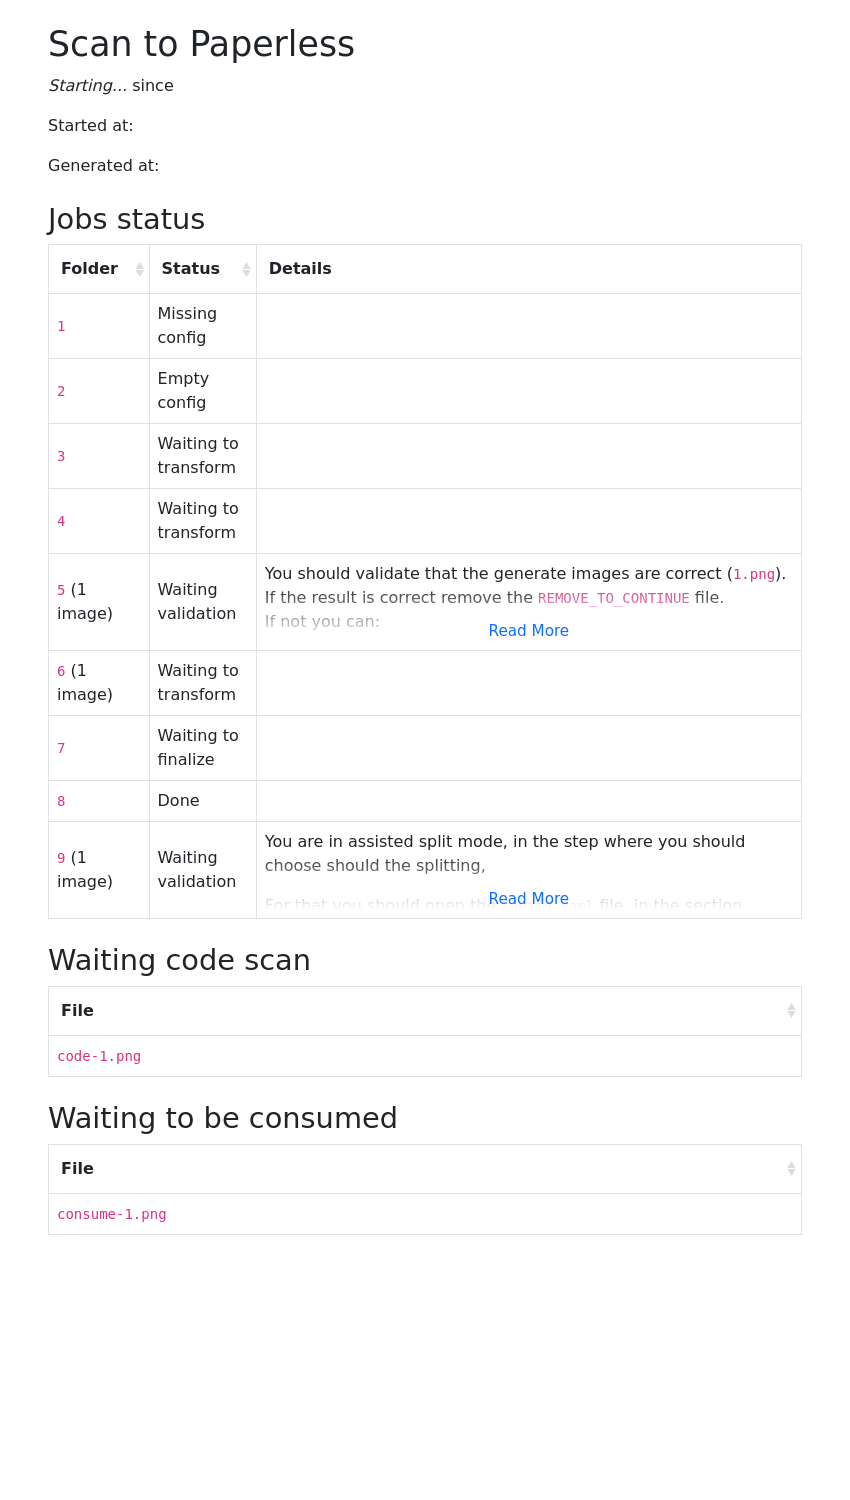 Scan to Paperless
Starting... since
Started at:
Generated at:
Jobs status
Folder Status Details
1 Missing
config
2 Empty
config
3 Waiting to
transform
4 Waiting to
transform
5 (1
image)
Waiting
validation
You should validate that the generate images are correct (1.png).
If the result is correct remove the REMOVE_TO_CONTINUE file.
If not you can:
Read More
6 (1
image)
Waiting to
transform
7 Waiting to
finalize
8 Done
9 (1
image)
Waiting
validation
You are in assisted split mode, in the step where you should
choose should the splitting,
For that you should open the file, in the section
Read More
Waiting code scan
File
code-1.png
Waiting to be consumed
File
consume-1.png